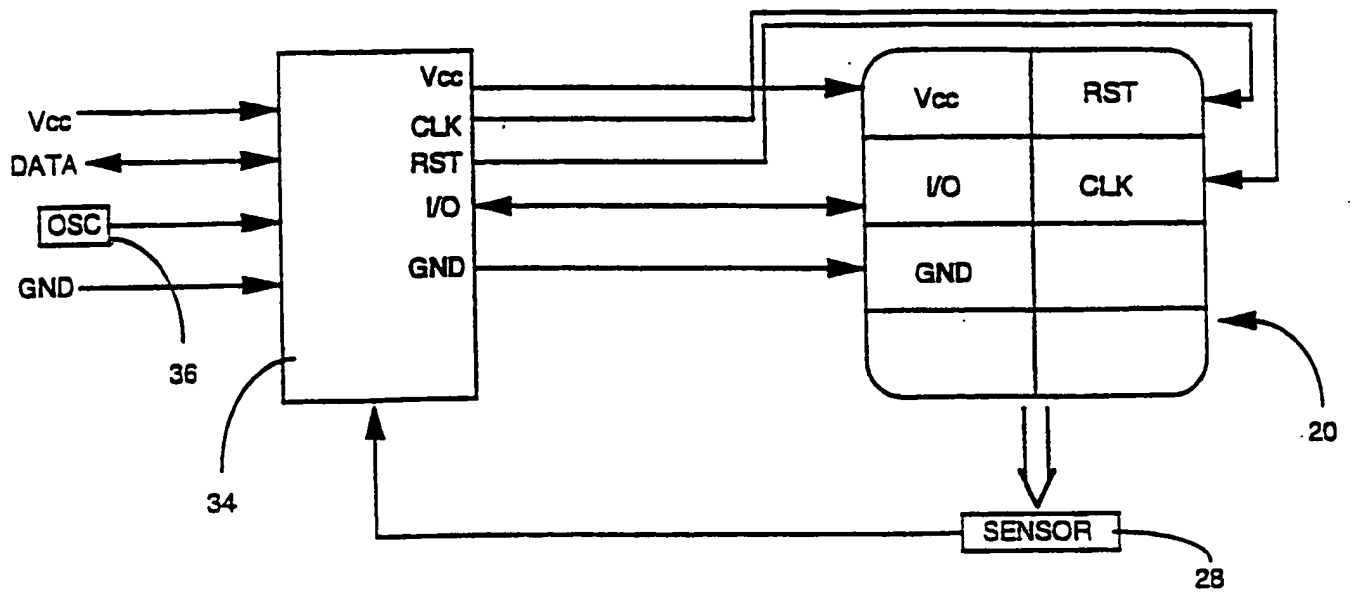 Vcc
DATA
OSC
GND
36
34
Vcc
CLK
RST
I/O
GND
Vcc
RST
I/O
CLK
GND
20
SENSOR
28